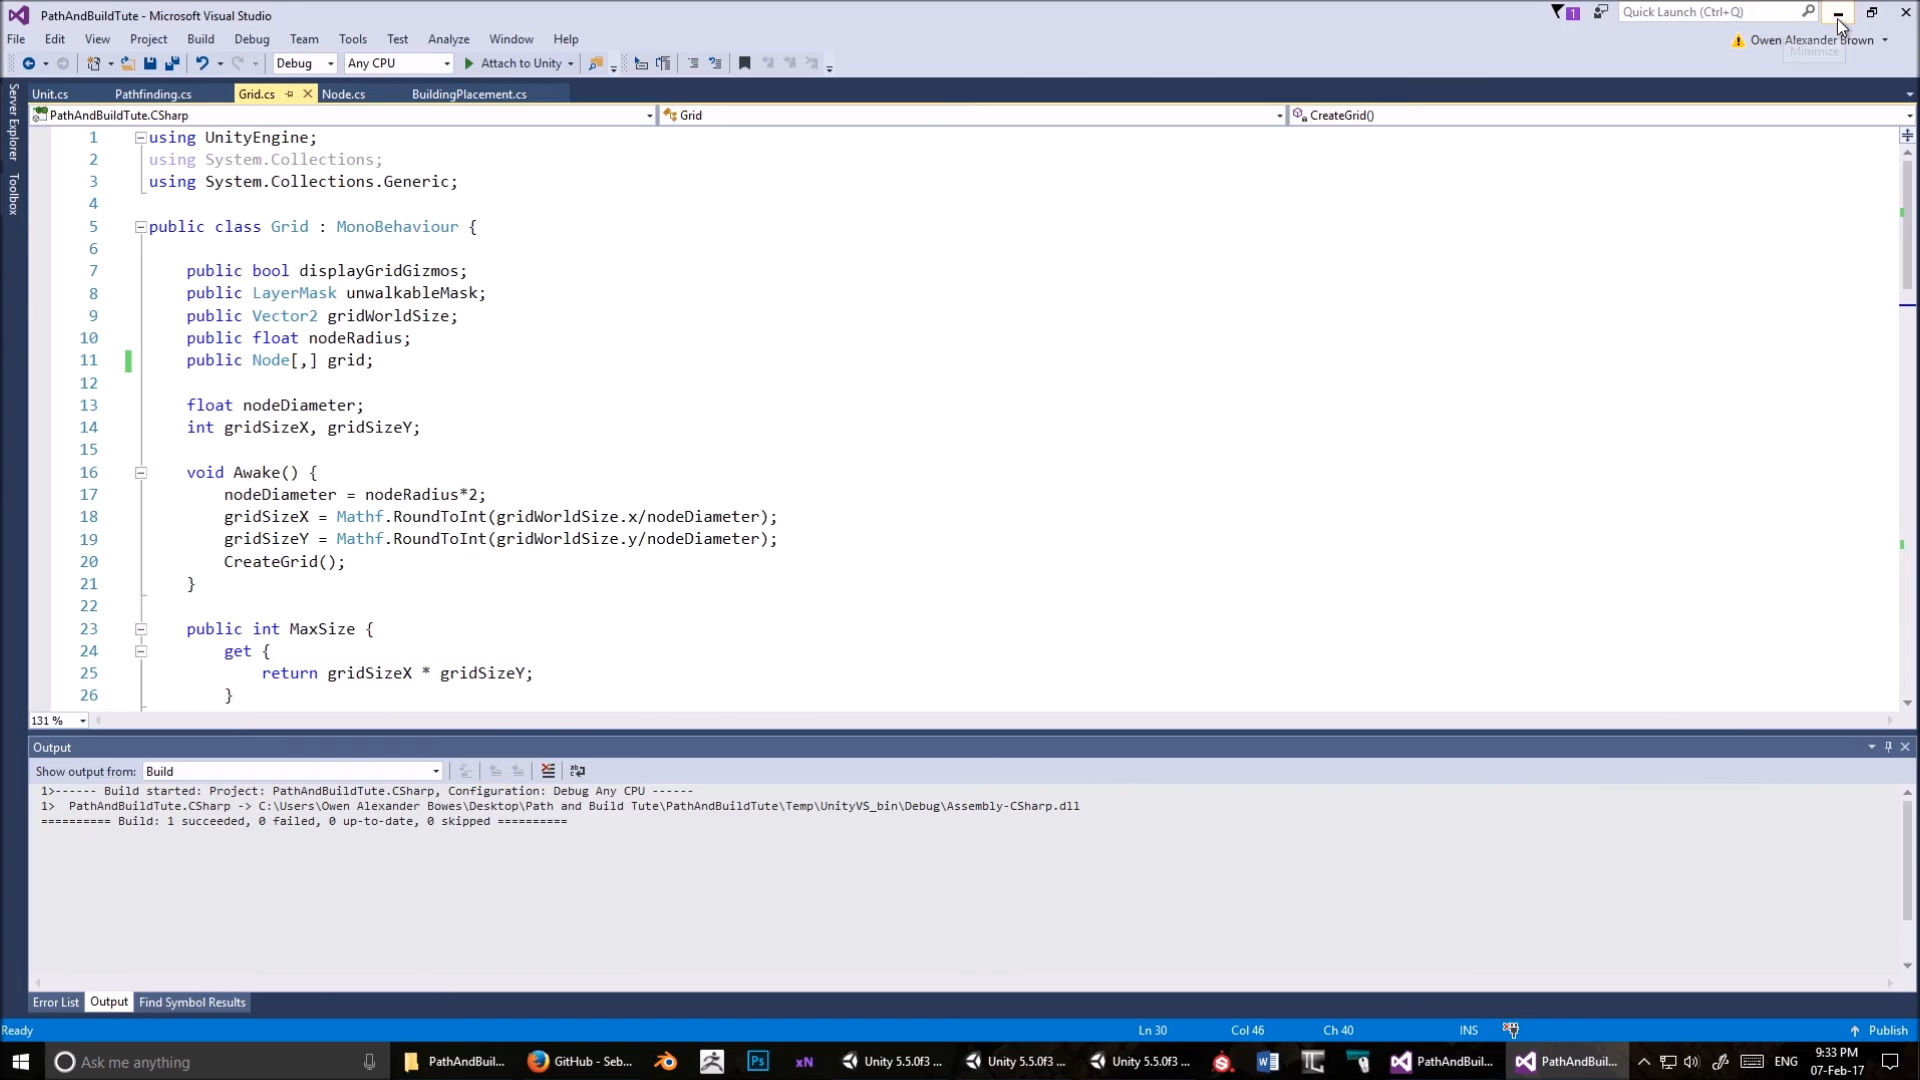 PathAndBuildTute - Microsoft Visual Studio
1
Quick Launch (Ctrl+Q)
File Edit View Project Build Debug Team Tools Test Analyze Window Help
Owen Alexander Brown
Minimize
Debug Any CPU Attach to Unity
Server Explorer
Toolbox
Unit.cs Pathfinding.cs Grid.cs Node.cs BuildingPlacement.cs
PathAndBuildTute.CSharp Grid CreateGrid()
1 using UnityEngine;
2 using System.Collections;
3 using System.Collections.Generic;
4
5 public class Grid : MonoBehaviour {
6
7 public bool displayGridGizmos;
8 public LayerMask unwalkableMask;
9 public Vector2 gridWorldSize;
10 public float nodeRadius;
11 public Node[,] grid;
12
13 float nodeDiameter;
14 int gridSizeX, gridSizeY;
15
16 void Awake() {
17 nodeDiameter = nodeRadius*2;
18 gridSizeX = Mathf.RoundToInt(gridWorldSize.x/nodeDiameter);
19 gridSizeY = Mathf.RoundToInt(gridWorldSize.y/nodeDiameter);
20 CreateGrid();
21 }
22
23 public int MaxSize {
24 get {
25 return gridSizeX * gridSizeY;
26 }
131 %
Output
Show output from: Build
1>------ Build started: Project: PathAndBuildTute.CSharp, Configuration: Debug Any CPU ------
1>  PathAndBuildTute.CSharp -> C:\Users\Owen Alexander Bowes\Desktop\Path and Build Tute\PathAndBuildTute\Temp\UnityVS_bin\Debug\Assembly-CSharp.dll
========== Build: 1 succeeded, 0 failed, 0 up-to-date, 0 skipped ==========
Error List Output Find Symbol Results
Ready Ln 30 Col 46 Ch 40 INS Publish
Ask me anything PathAndBuil... GitHub - Seb... Ps xN Unity 5.5.0f3 ... Unity 5.5.0f3 ... Unity 5.5.0f3 ... PathAndBuil... PathAndBuil... ENG 9:33 PM
07-Feb-17